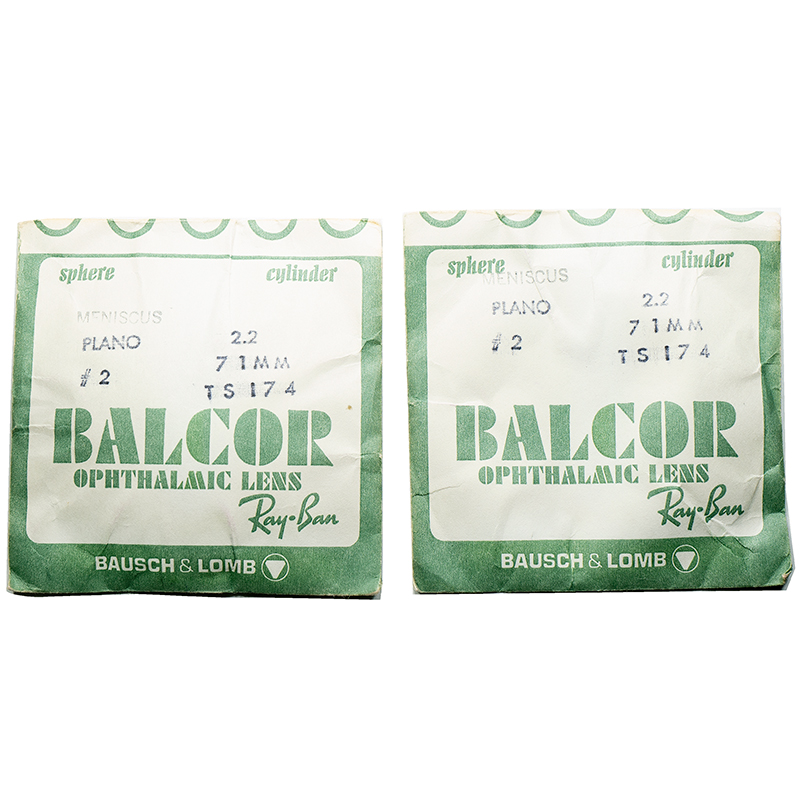 sphere cylinder
MENISCUS
PLANO 2.2
71MM
#2
TS 174
BALCOR
OPHTHALMIC LENS
Ray-Ban
BAUSCH & LOMB
sphere cylinder
MENISCUS
PLANO 2.2
71MM
#2
TS 174
BALCOR
OPHTHALMIC LENS
Ray-Ban
BAUSCH & LOMB